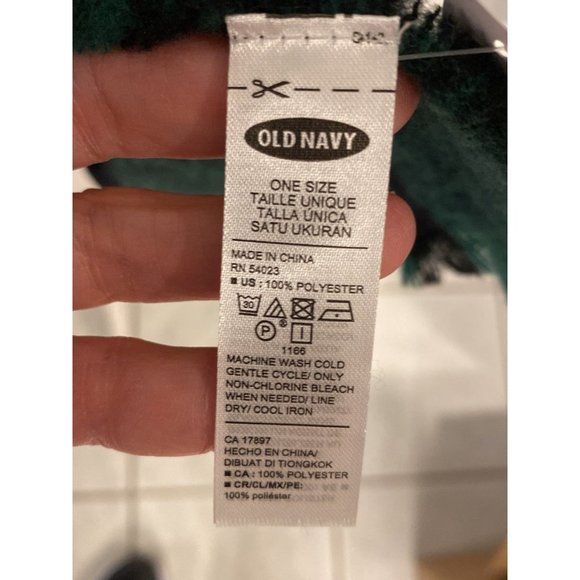 OLD NAVY
ONE SIZE
TAILLE UNIQUE
TALLA ÚNICA
SATU UKURAN
MADE IN CHINA
RN 54023
■ US : 100% POLYESTER
30
P ® I
1166
MACHINE WASH COLD
GENTLE CYCLE/ ONLY
NON-CHLORINE BLEACH
WHEN NEEDED/ LINE
DRY/ COOL IRON
CA 17897
HECHO EN CHINA/
DIBUAT DI TIONGKOK
■ CA : 100% POLYESTER
■ CR/CL/MX/PE:
100% poliéster